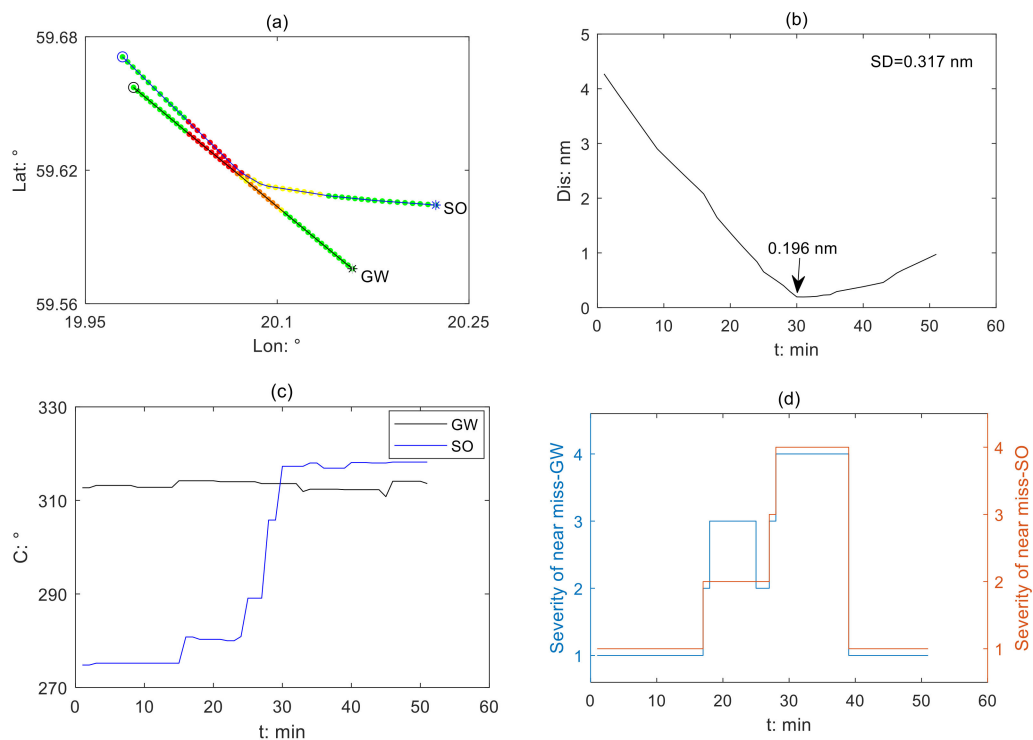 (a)
59.68
59.62
59.56
Lat: °
19.95
20.1
20.25
Lon: °
SO
GW
(b)
5
4
3
2
1
0
Dis: nm
SD=0.317 nm
0.196 nm
0
10
20
30
40
50
60
t: min
(c)
330
310
290
270
C: °
GW
SO
0
10
20
30
40
50
60
t: min
(d)
4
3
2
1
Severity of near miss-GW
4
3
2
1
Severity of near miss-SO
0
10
20
30
40
50
60
t: min